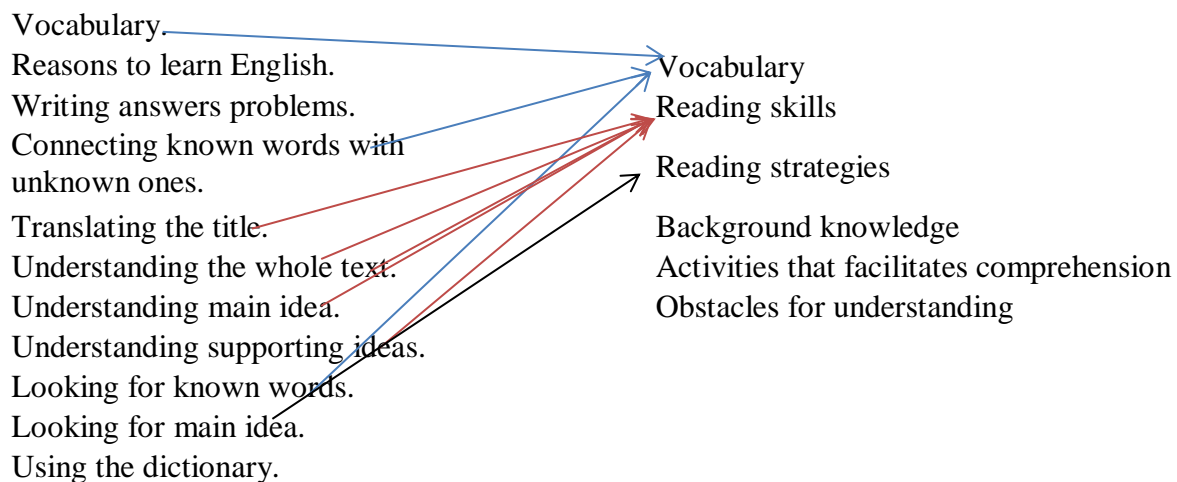 Vocabulary.
Reasons to learn English.
Writing answers problems.
Connecting known words with
unknown ones.
Translating the title.
Understanding the whole text.
Understanding main idea.
Understanding supporting ideas.
Looking for known words.
Looking for main idea.
Using the dictionary.
Vocabulary
Reading skills
Reading strategies
Background knowledge
Activities that facilitates comprehension
Obstacles for understanding